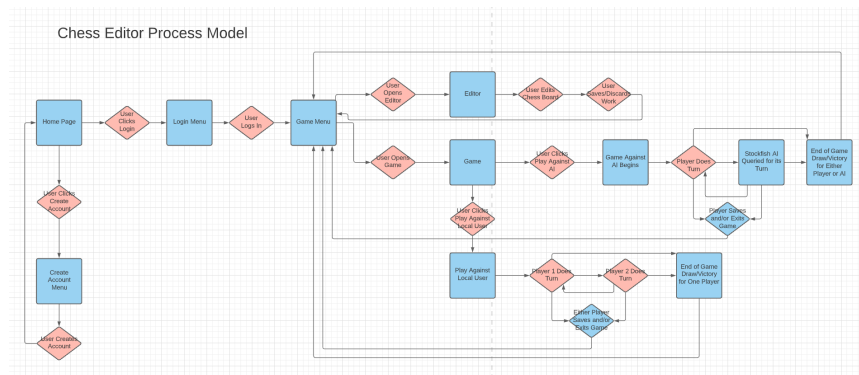 Chess Editor Process Model
User
Opens
Editor
Editor
User Edits
Chess Board
User
Saves/Discards
Work
Home Page
User
Clicks
Login
Login Menu
User
Logs In
Game Menu
User Opens
Game
Game
User Clicks
Play Against
AI
Game Against
AI Begins
Player Does
Turn
Stockfish AI
Queried for its
Turn
End of Game
Draw/Victory
for Either
Player or AI
User Clicks
Create
Account
User Clicks
Play Against
Local User
Player Saves
and/or Exits
Game
Create
Account
Menu
Play Against
Local User
Player 1 Does
Turn
Player 2 Does
Turn
End of Game
Draw/Victory
for One Player
Either Player
Saves and/or
Exits Game
User Creates
Account